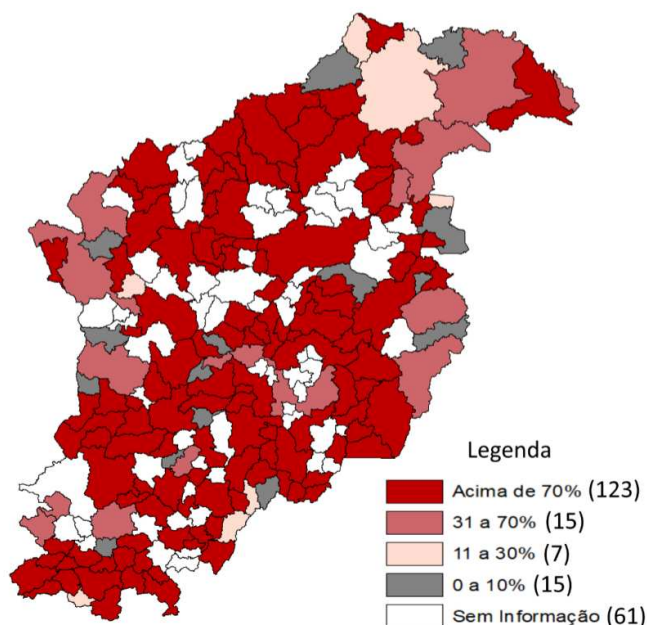 Legenda
Acima de 70% (123)
31 a 70% (15)
11 a 30% (7)
0 a 10% (15)
Sem Informação (61)